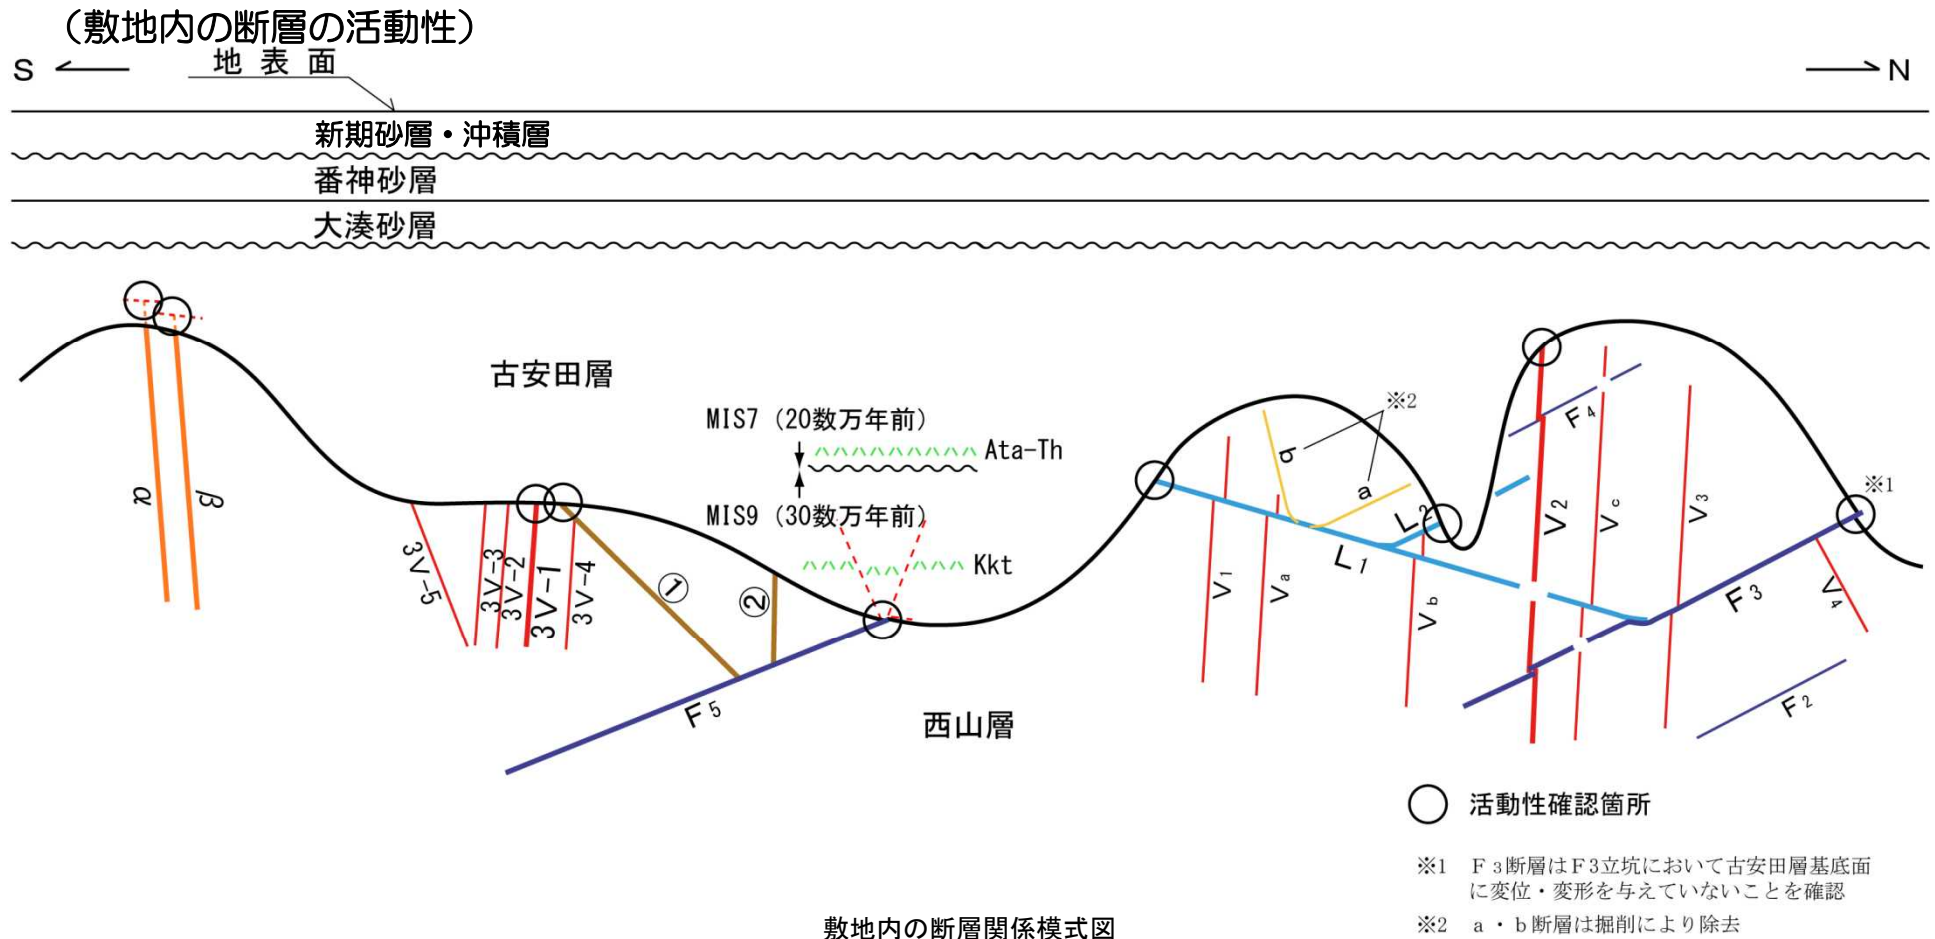 （敷地内の断層の活動性）
S
地表面
N
新期砂層・沖積層
番神砂層
大湊砂層
古安田層
MIS7（20数万年前）
Ata-Th
MIS9（30数万年前）
Kkt
※2
※1
α
β
3V-5
3V-3
3V-2
3V-1
3V-4
①
②
F5
西山層
b
a
L2
L1
V1
Va
Vb
F4
V2
Vc
V3
F3
V4
F2
活動性確認箇所
※1 F3断層はF3立坑において古安田層基底面
に変位・変形を与えていないことを確認
※2 a・b断層は掘削により除去
敷地内の断層関係模式図